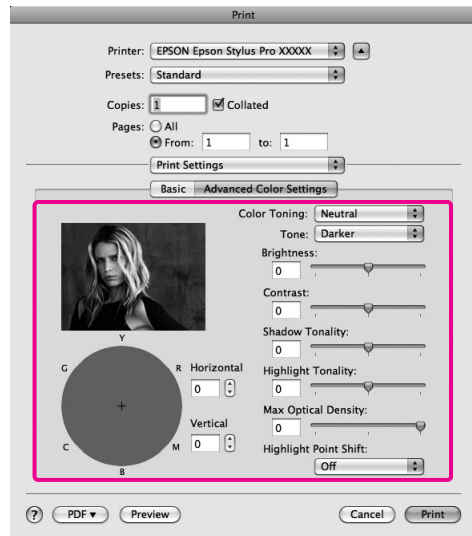 Print
Printer: EPSON Epson Stylus Pro XXXXX
Presets: Standard
Copies: 1 Collated
Pages: All
From: 1 to: 1
Print Settings
Basic Advanced Color Settings
Color Toning: Neutral
Tone: Darker
Brightness:
0
Contrast:
0
Shadow Tonality:
0
Highlight Tonality:
0
Max Optical Density:
0
Highlight Point Shift:
Off
Y
G R
C M
B
Horizontal
0
Vertical
0
? PDF Preview Cancel Print